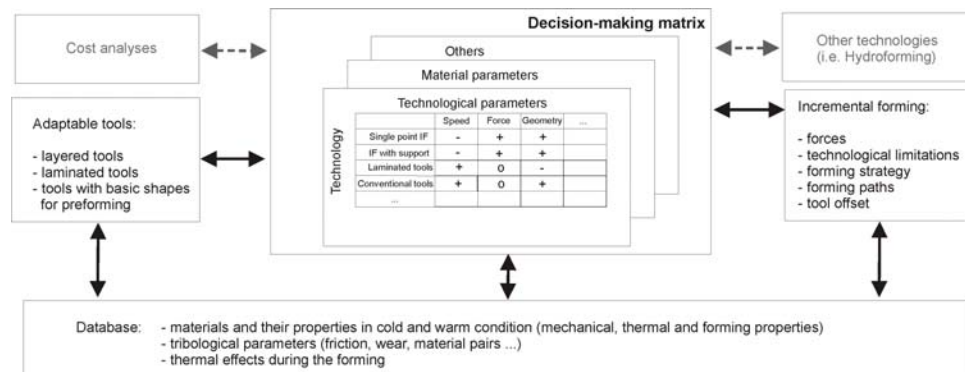 Decision-making matrix
Cost analyses
Others
Material parameters
Other technologies
(i.e. Hydroforming)
Adaptable tools:
- layered tools
- laminated tools
- tools with basic shapes
for preforming
Technological parameters
Technology
Speed Force Geometry ...
Single point IF - + +
IF with support - + +
Laminated tools + o -
Conventional tools + o +
...
Incremental forming:
- forces
- technological limitations
- forming strategy
- forming paths
- tool offset
Database: - materials and their properties in cold and warm condition (mechanical, thermal and forming properties)
- tribological parameters (friction, wear, material pairs ...)
- thermal effects during the forming